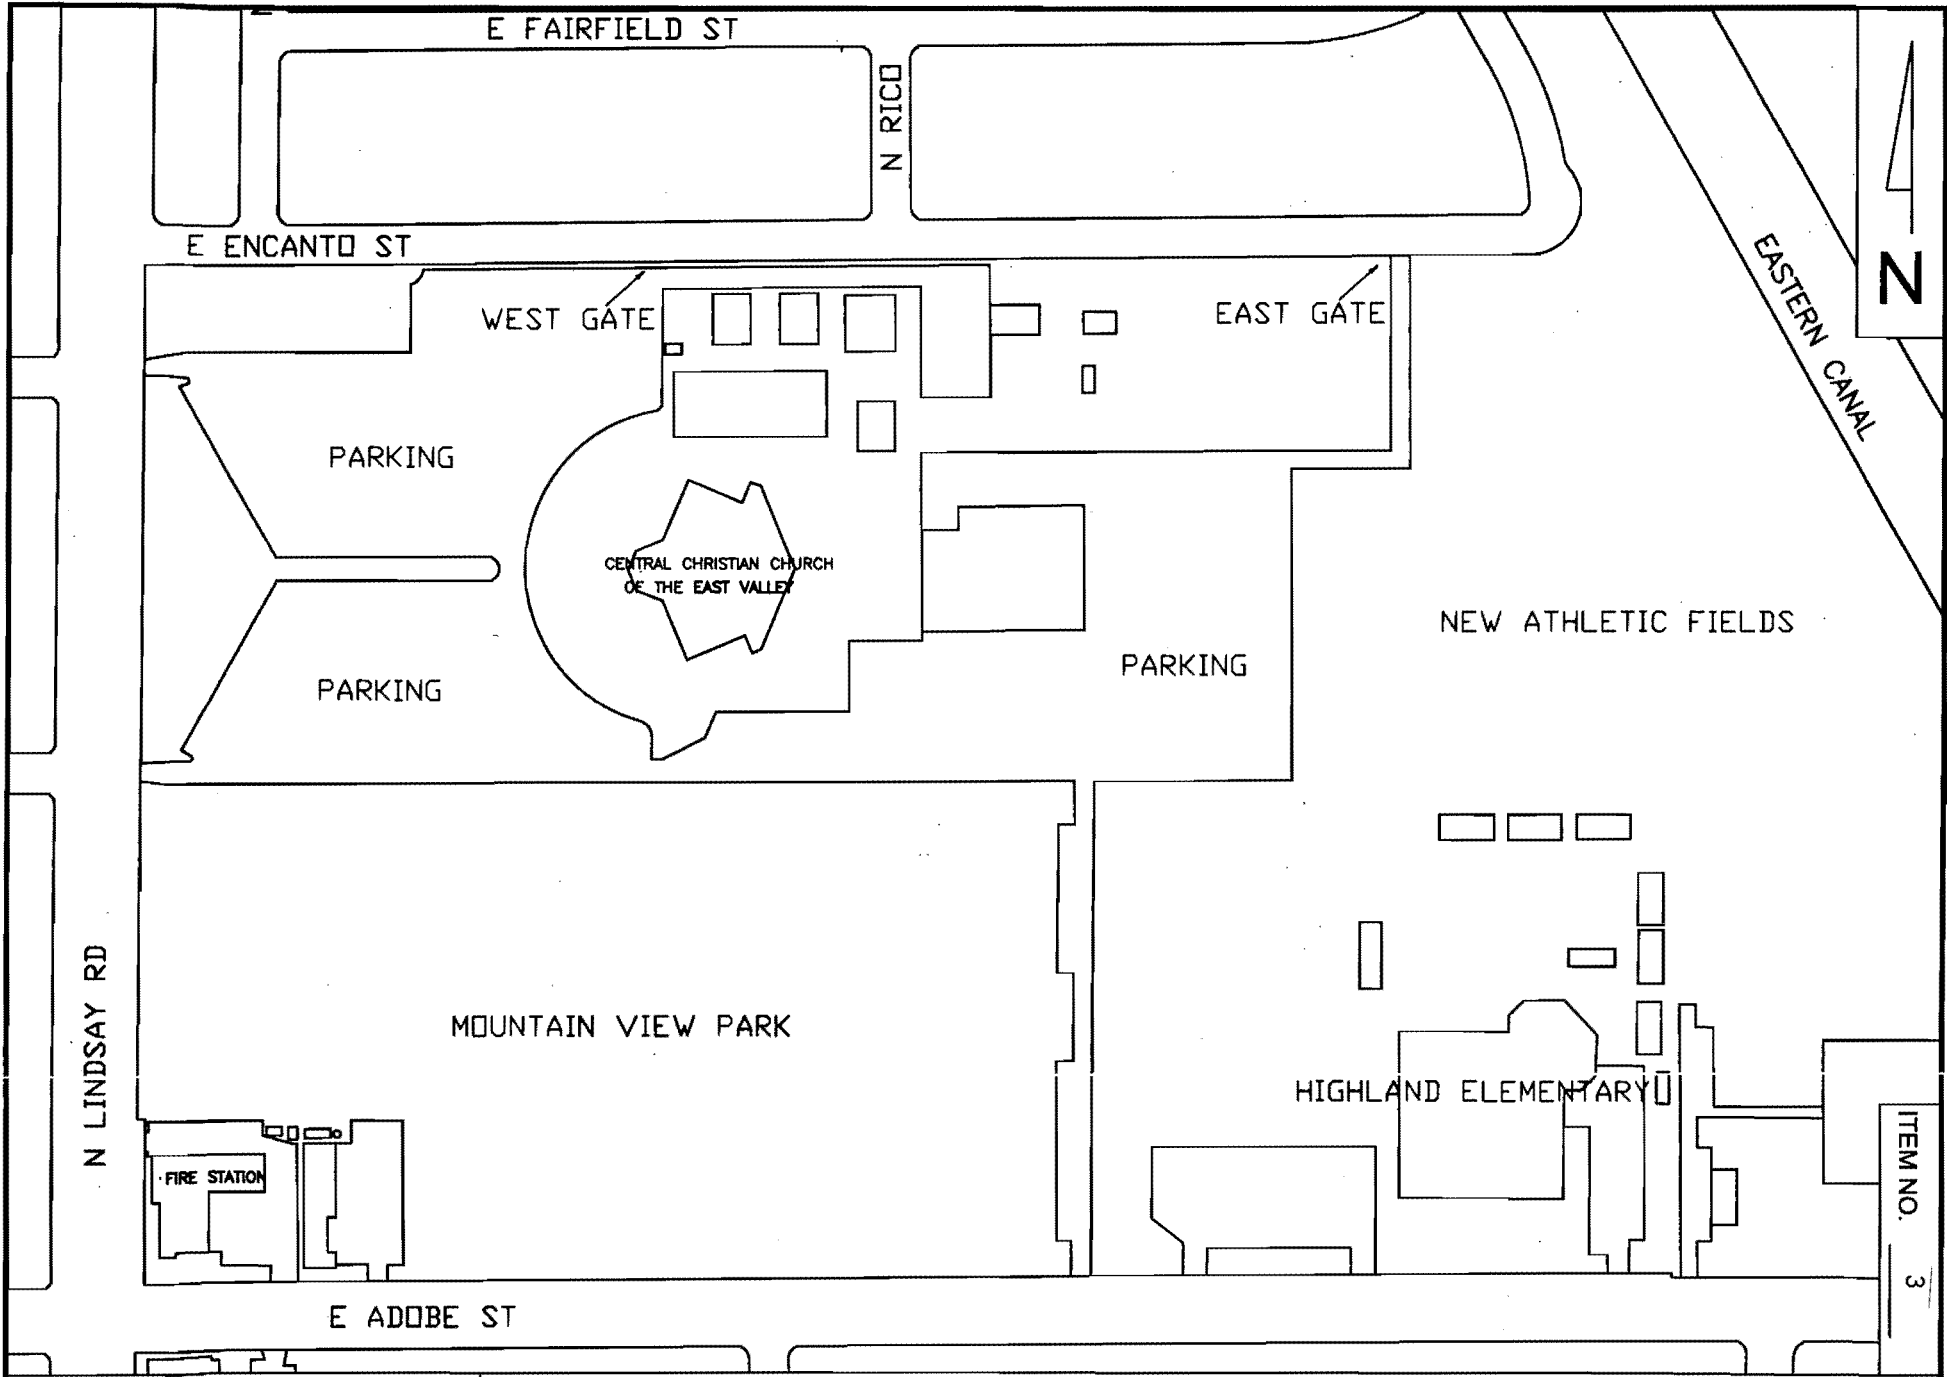 E FAIRFIELD ST
N RICO
E ENCANTO ST
N
WEST GATE
EAST GATE
EASTERN CANAL
PARKING
CENTRAL CHRISTIAN CHURCH
OF THE EAST VALLEY
NEW ATHLETIC FIELDS
PARKING
PARKING
N LINDSAY RD
MOUNTAIN VIEW PARK
HIGHLAND ELEMENTARY
FIRE STATION
ITEM NO. 3
E ADOBE ST